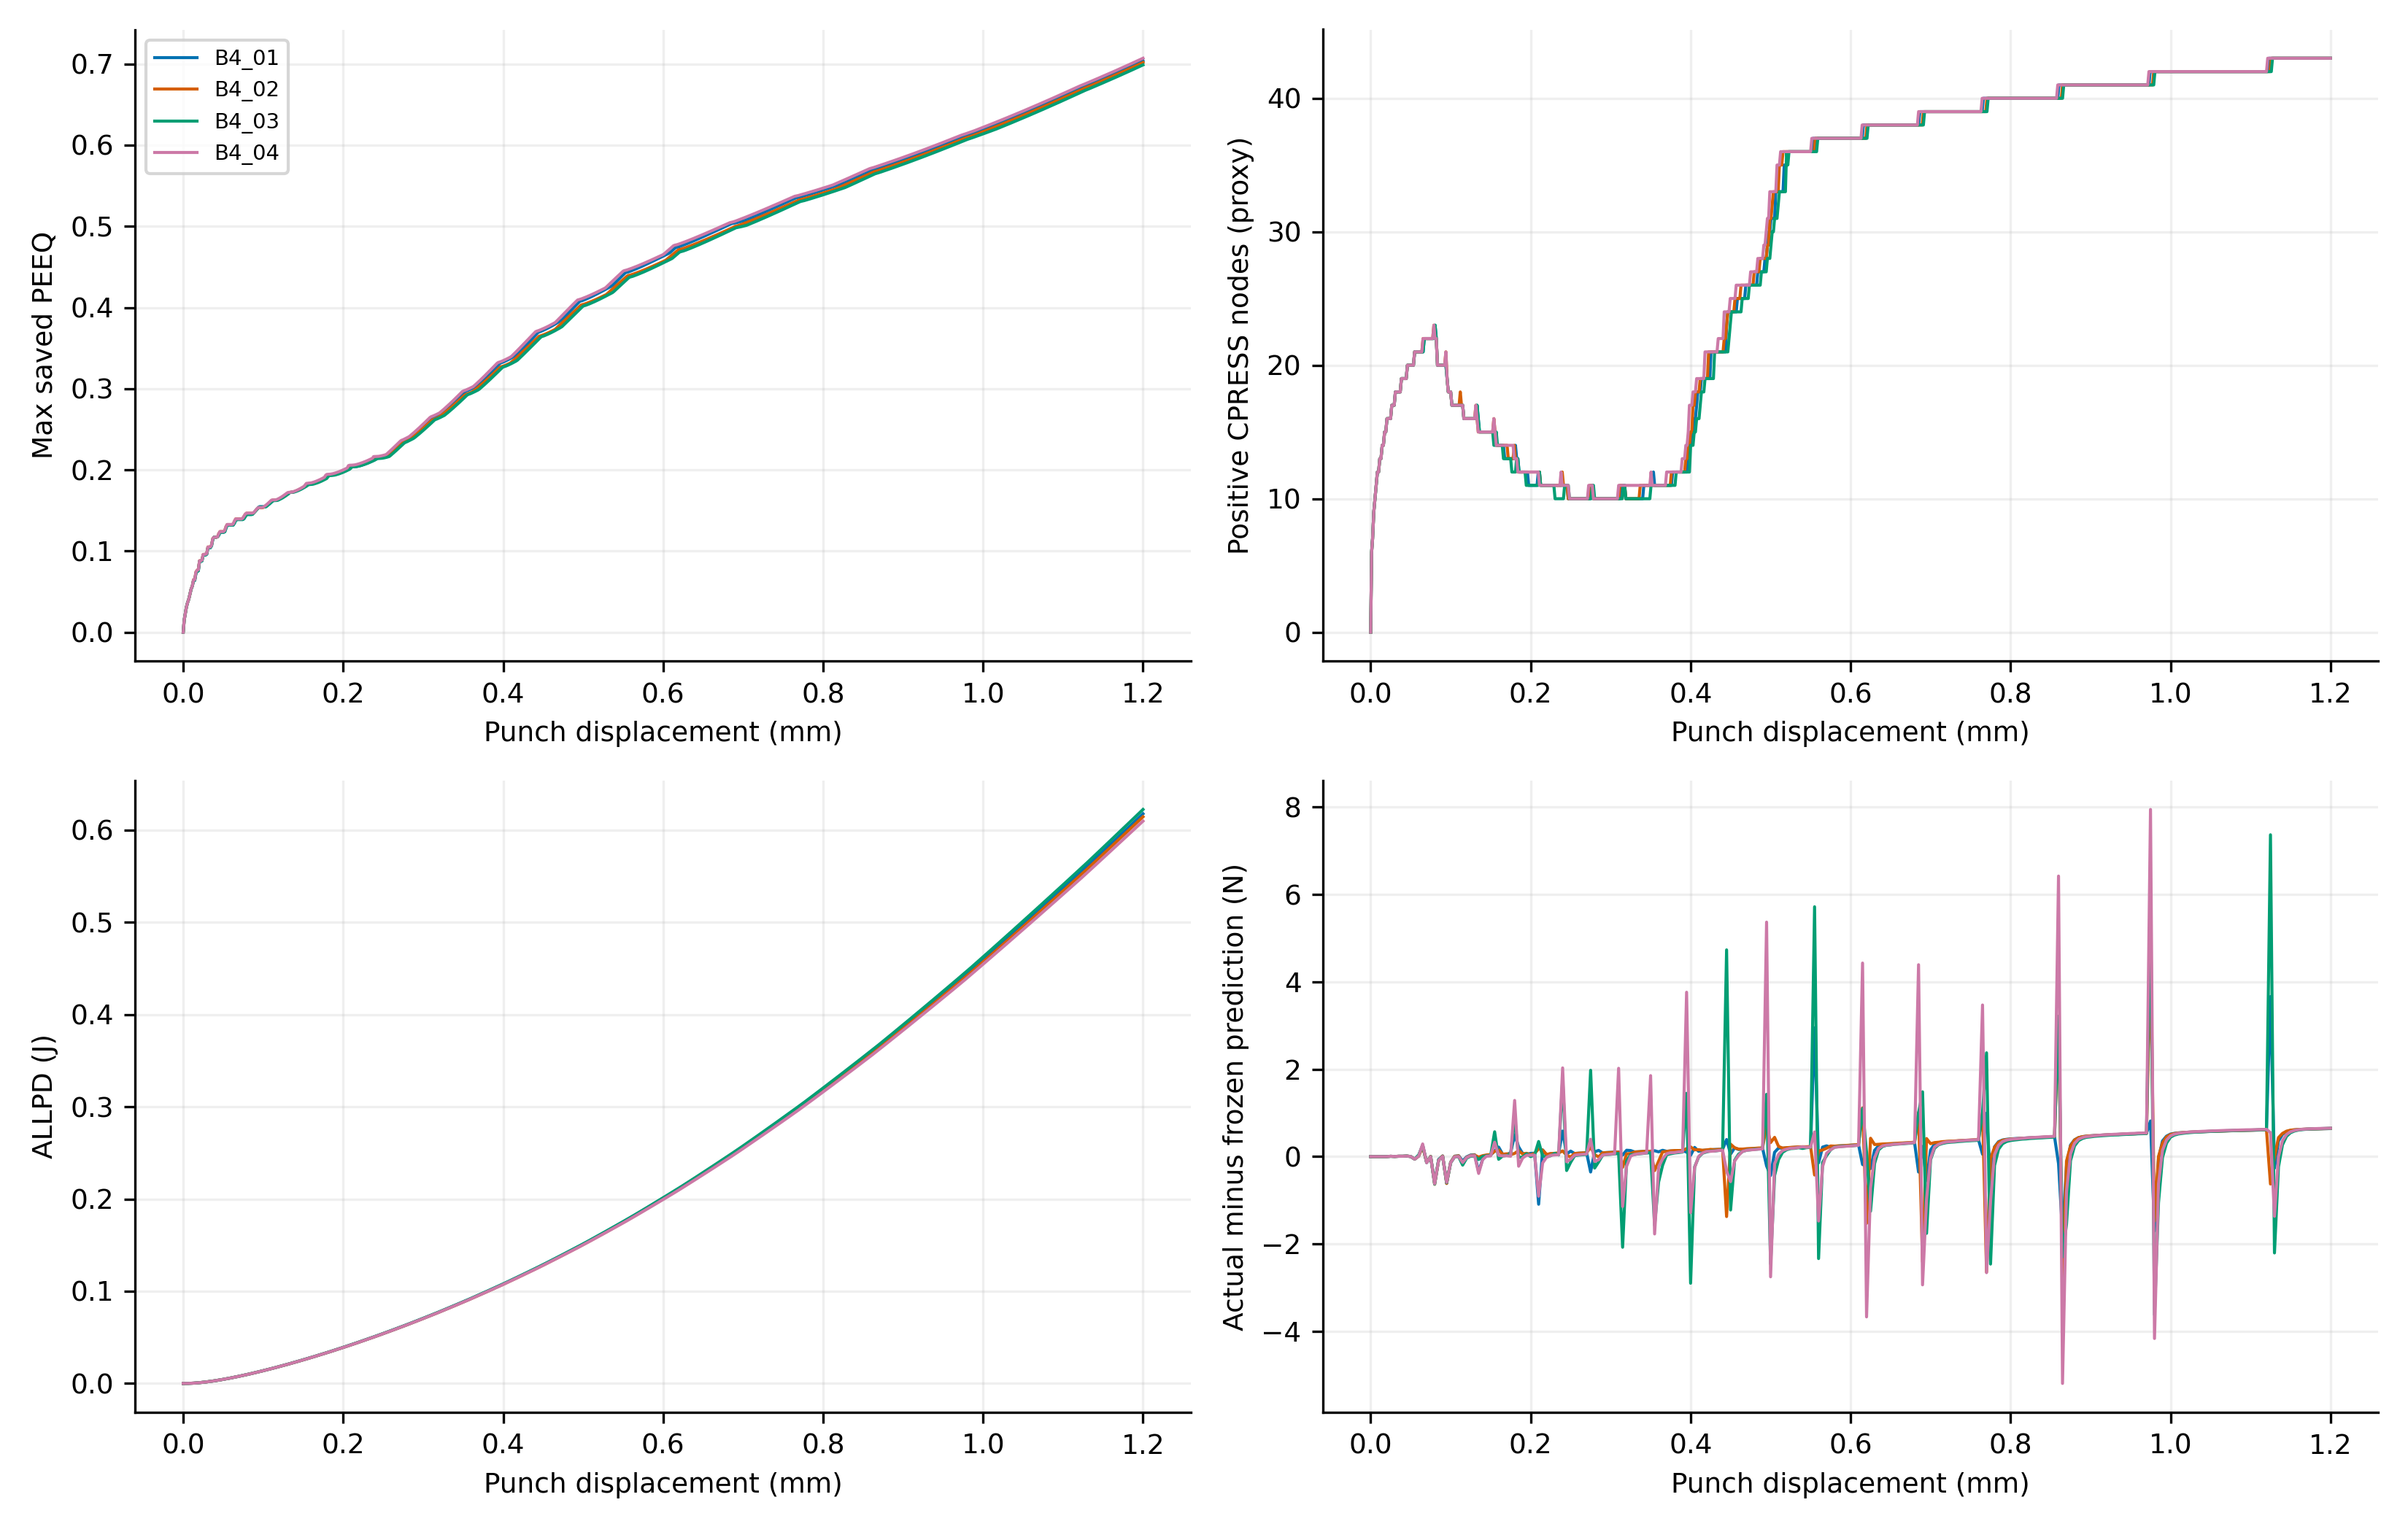 Max saved PEEQ
0.7
0.6
0.5
0.4
0.3
0.2
0.1
0.0
B4_01
B4_02
B4_03
B4_04
0.0 0.2 0.4 0.6 0.8 1.0 1.2
Punch displacement (mm)
Positive CPRESS nodes (proxy)
40
30
20
10
0
0.0 0.2 0.4 0.6 0.8 1.0 1.2
Punch displacement (mm)
ALLPD (J)
0.6
0.5
0.4
0.3
0.2
0.1
0.0
0.0 0.2 0.4 0.6 0.8 1.0 1.2
Punch displacement (mm)
Actual minus frozen prediction (N)
8
6
4
2
0
−2
−4
0.0 0.2 0.4 0.6 0.8 1.0 1.2
Punch displacement (mm)